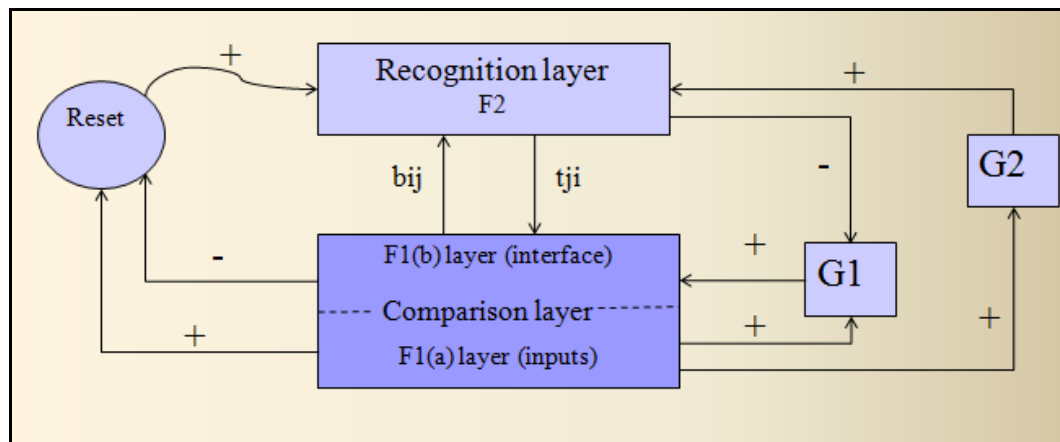 +
Recognition layer
F2
+
Reset
G2
-
bij
tji
F1(b) layer (interface)
-
+
G1
Comparison layer
+
+
+
F1(a) layer (inputs)